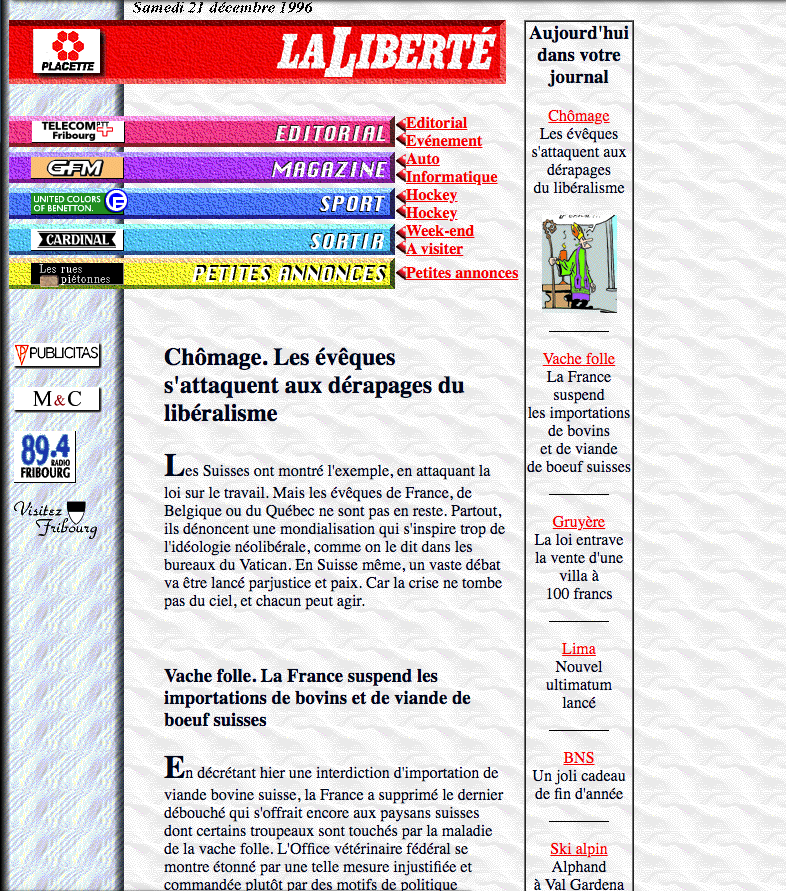 Samedi 21 décembre 1996
PLACETTE
LALIBERTÉ
TELECOM PTT
Fribourg
EDITORIAL
Editorial
Evénement
GFM
MAGAZINE
Auto
Informatique
UNITED COLORS
OF BENETTON.
SPORT
Hockey
Hockey
CARDINAL
SORTIR
Week-end
A visiter
Les rues
piétonnes
PETITES ANNONCES
Petites annonces
PUBLICITAS
M&C
89.4
RADIO
FRIBOURG
Visitez
Fribourg
Chômage. Les évêques
s'attaquent aux dérapages du
libéralisme
Les Suisses ont montré l'exemple, en attaquant la
loi sur le travail. Mais les évêques de France, de
Belgique ou du Québec ne sont pas en reste. Partout,
ils dénoncent une mondialisation qui s'inspire trop de
l'idéologie néolibérale, comme on le dit dans les
bureaux du Vatican. En Suisse même, un vaste débat
va être lancé parjustice et paix. Car la crise ne tombe
pas du ciel, et chacun peut agir.
Vache folle. La France suspend les
importations de bovins et de viande de
boeuf suisses
En décrétant hier une interdiction d'importation de
viande bovine suisse, la France a supprimé le dernier
débouché qui s'offrait encore aux paysans suisses
dont certains troupeaux sont touchés par la maladie
de la vache folle. L'Office vétérinaire fédéral se
montre étonné par une telle mesure injustifiée et
commandée plutôt par des motifs de politique
Aujourd'hui
dans votre
journal
Chômage
Les évêques
s'attaquent aux
dérapages
du libéralisme
Vache folle
La France
suspend
les importations
de bovins
et de viande
de boeuf suisses
Gruyère
La loi entrave
la vente d'une
villa à
100 francs
Lima
Nouvel
ultimatum
lancé
BNS
Un joli cadeau
de fin d'année
Ski alpin
Alphand
à Val Gardena